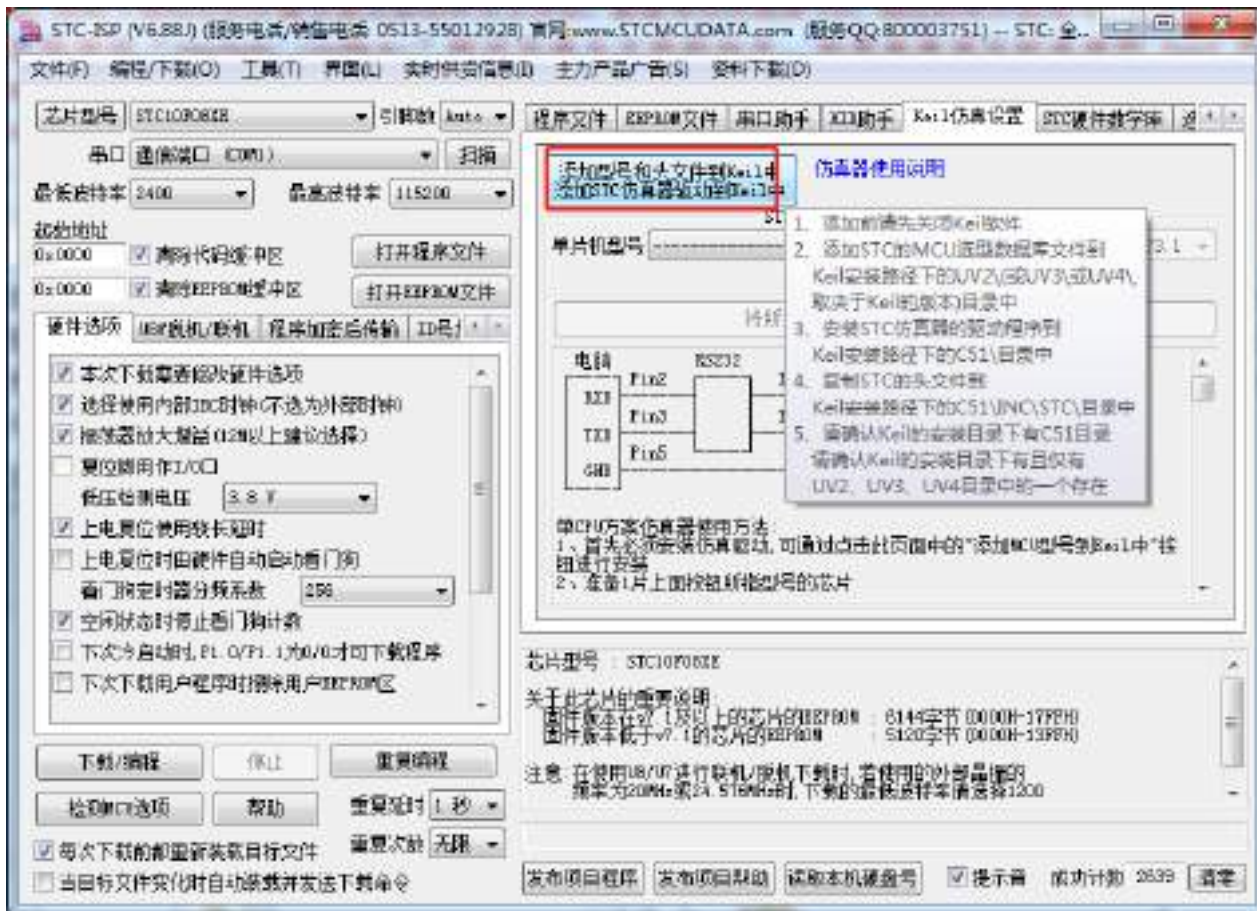 STC-ISP (V6.88J) (服务电话/销售电话: 0513-55012928) 官网:www.STCMCUDATA.com (服务QQ:800003751) -- STC: 全..
文件(F) 编程/下载(O) 工具(T) 界面(L) 实时供货信息(I) 主力产品广告(S) 资料下载(D)
芯片型号 STC10F08XE 引脚数 Auto
串口 通信端口 (COM1) 扫描
最低波特率 2400 最高波特率 115200
起始地址
0x0000 清除代码缓冲区 打开程序文件
0x0000 清除EEPROM缓冲区 打开EEPROM文件
硬件选项 USB脱机/联机 程序加密后传输 ID号
本次下载需要修改硬件选项
选择使用内部IRC时钟(不选为外部时钟)
振荡器放大增益(12M以上建议选择)
复位脚用作I/O口
低压检测电压 3.8 V
上电复位使用较长延时
上电复位时由硬件自动启动看门狗
看门狗定时器分频系数 256
空闲状态时停止看门狗计数
下次冷启动时,P1.0/P1.1为0/0才可下载程序
下次下载用户程序时擦除用户EEPROM区
下载/编程 停止 重复编程
检测MCU选项 帮助 重复延时 1 秒
重复次数 无限
每次下载前都重新装载目标文件
当目标文件变化时自动装载并发送下载命令
程序文件 EEPROM文件 串口助手 HID助手 Keil仿真设置 STC硬件数学库
添加型号和头文件到Keil中
添加STC仿真器驱动到Keil中
仿真器使用说明
单片机型号
1. 添加前请先关闭Keil软件
2. 添加STC的MCU选型数据库文件到
Keil安装路径下的UV2\(或UV3\或UV4\,
取决于Keil的版本)目录中
3. 安装STC仿真器的驱动程序到
Keil安装路径下的C51\目录中
4. 复制STC的头文件到
Keil安装路径下的C51\INC\STC\目录中
5. 请确认Keil的安装目录下有C51目录
请确认Keil的安装目录下有且仅有
UV2、UV3、UV4目录中的一个存在
电脑 RS232
RXD Pin2
TXD Pin3
GND Pin5
单CPU方案仿真器使用方法:
1、首先必须安装仿真驱动,可通过点击此页面中的"添加MCU型号到Keil中"按
钮进行安装
2、准备1片上面按钮所指型号的芯片
芯片型号 : STC10F08XE
关于此芯片的重要说明:
固件版本在v7.1及以上的芯片的EEPROM : 6144字节(0000H-17FFH)
固件版本低于v7.1的芯片的EEPROM : 5120字节(0000H-13FFH)
注意:在使用U8/U7进行联机/脱机下载时,若使用的外部晶振的
频率为20MHz或24.576MHz时,下载的最低波特率请选择1200
发布项目程序 发布项目帮助 读取本机硬盘号 提示音 成功计数 2639 清零